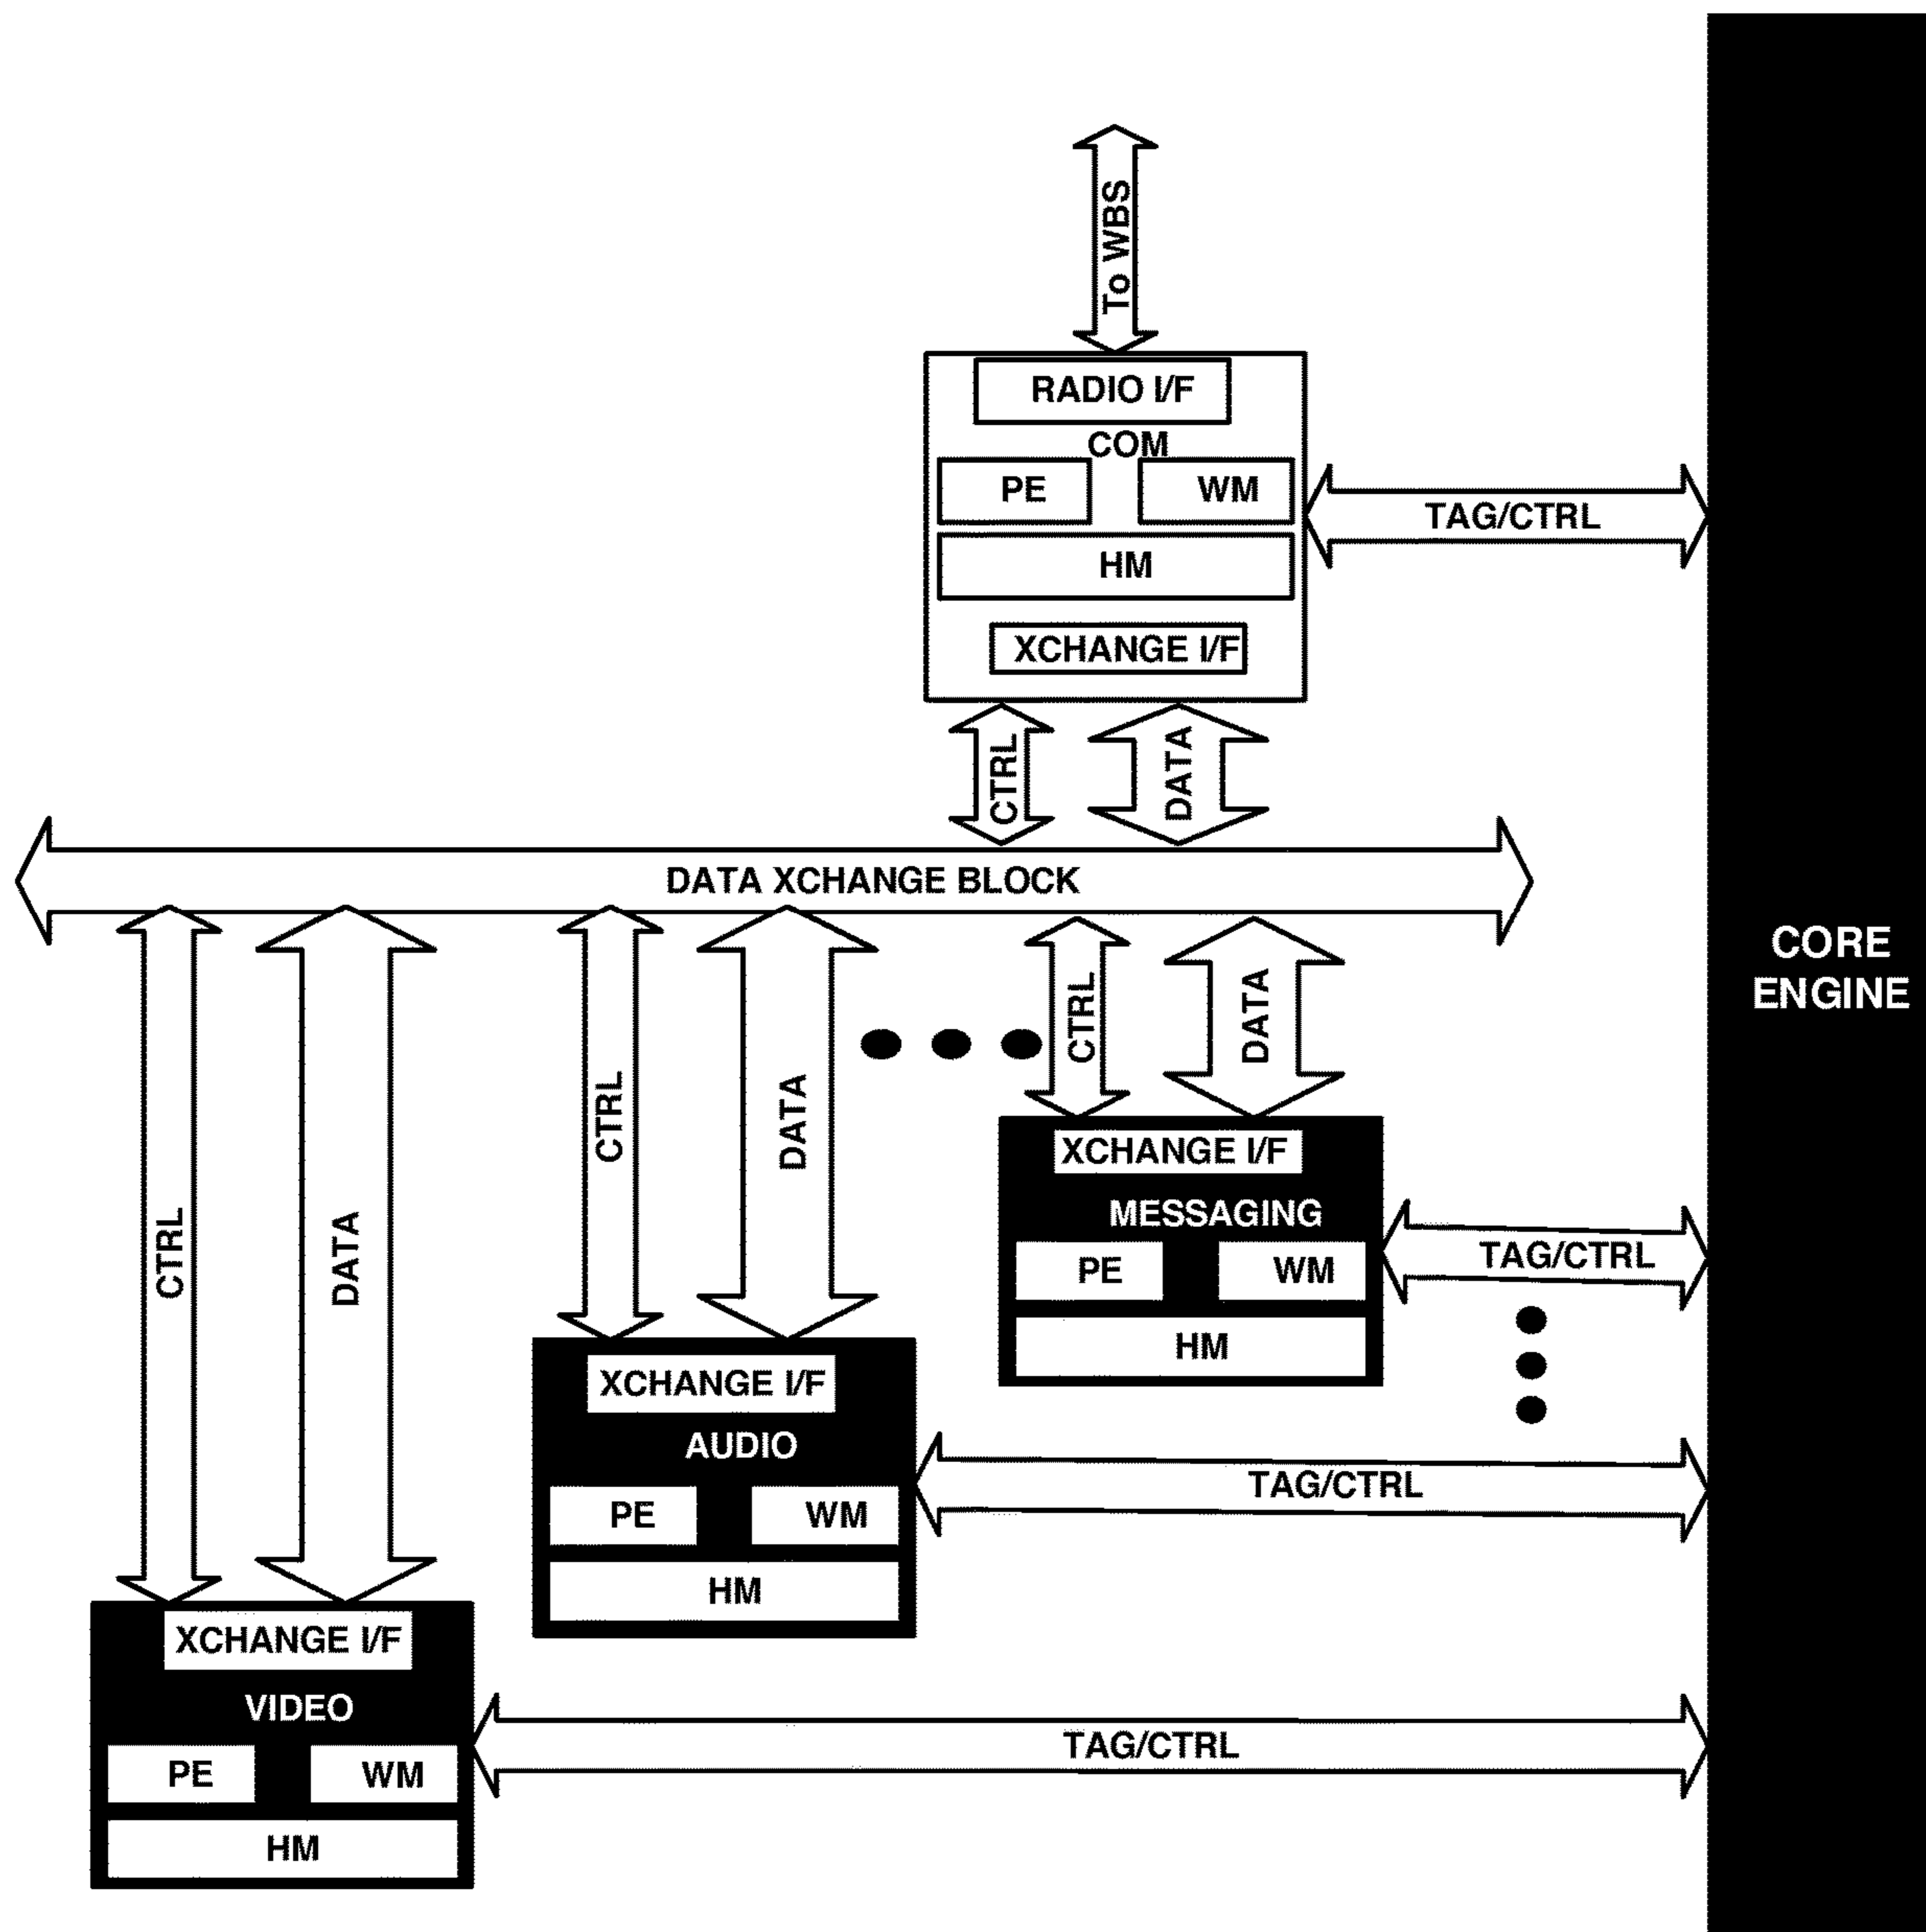 To WBS
RADIO I/F
COM
PE
WM
HM
XCHANGE I/F
TAG/CTRL
CTRL
DATA
DATA XCHANGE BLOCK
CORE
ENGINE
CTRL
DATA
CTRL
DATA
CTRL
DATA
XCHANGE I/F
MESSAGING
PE
WM
HM
TAG/CTRL
XCHANGE I/F
AUDIO
PE
WM
HM
TAG/CTRL
XCHANGE I/F
VIDEO
PE
WM
HM
TAG/CTRL